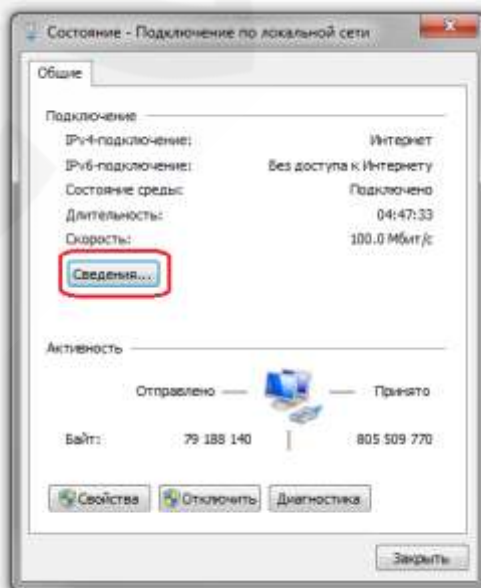 Состояние - Подключение по локальной сети
Общие
Подключение
IPv4-подключение: Интернет
IPv6-подключение: Без доступа к Интернету
Состояние среды: Подключено
Длительность: 04:47:33
Скорость: 100.0 Мбит/с
Сведения...
Активность
Отправлено — — Принято
Байт: 79 188 140 | 805 509 770
Свойства Отключить Диагностика
Закрыть